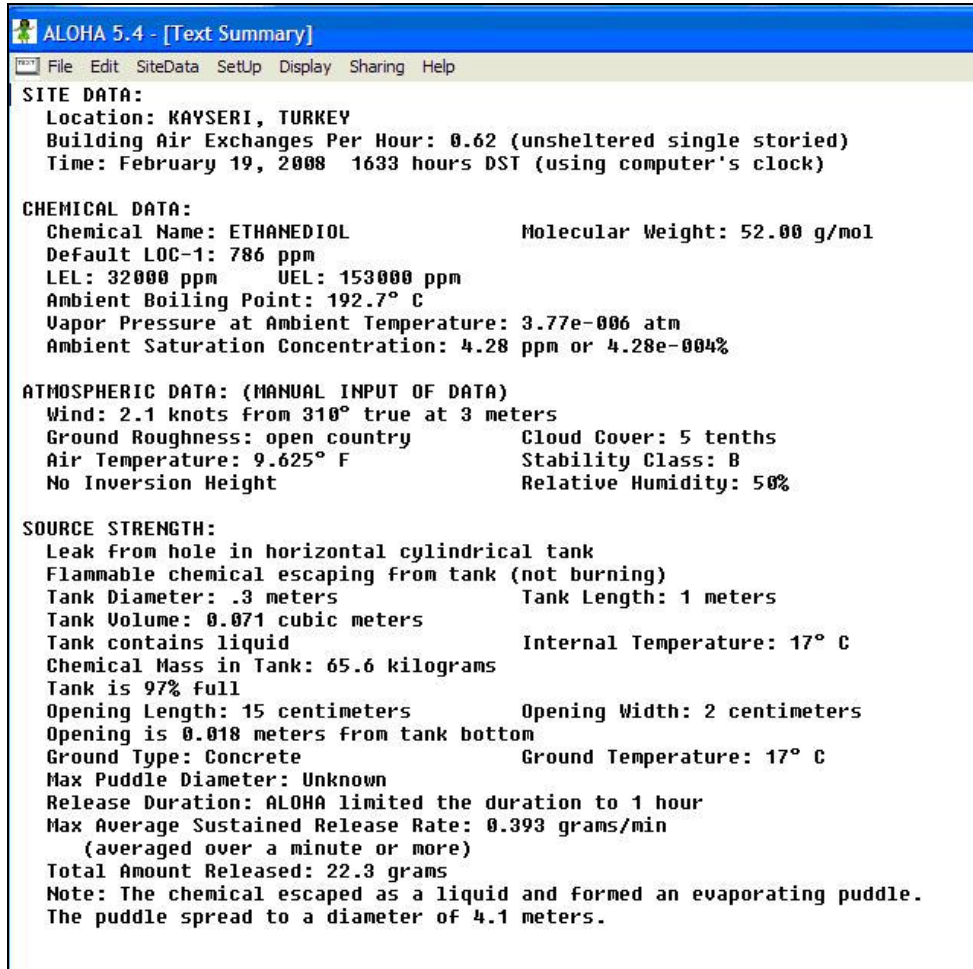 ALOHA 5.4 - [Text Summary]
File Edit SiteData SetUp Display Sharing Help
SITE DATA:
Location: KAYSERI, TURKEY
Building Air Exchanges Per Hour: 0.62 (unsheltered single storied)
Time: February 19, 2008 1633 hours DST (using computer's clock)
CHEMICAL DATA:
Chemical Name: ETHANEDIOL Molecular Weight: 52.00 g/mol
Default LOC-1: 786 ppm
LEL: 32000 ppm UEL: 153000 ppm
Ambient Boiling Point: 192.7° C
Vapor Pressure at Ambient Temperature: 3.77e-006 atm
Ambient Saturation Concentration: 4.28 ppm or 4.28e-004%
ATMOSPHERIC DATA: (MANUAL INPUT OF DATA)
Wind: 2.1 knots from 310° true at 3 meters
Ground Roughness: open country Cloud Cover: 5 tenths
Air Temperature: 9.625° F Stability Class: B
No Inversion Height Relative Humidity: 50%
SOURCE STRENGTH:
Leak from hole in horizontal cylindrical tank
Flammable chemical escaping from tank (not burning)
Tank Diameter: .3 meters Tank Length: 1 meters
Tank Volume: 0.071 cubic meters
Tank contains liquid Internal Temperature: 17° C
Chemical Mass in Tank: 65.6 kilograms
Tank is 97% full
Opening Length: 15 centimeters Opening Width: 2 centimeters
Opening is 0.018 meters from tank bottom
Ground Type: Concrete Ground Temperature: 17° C
Max Puddle Diameter: Unknown
Release Duration: ALOHA limited the duration to 1 hour
Max Average Sustained Release Rate: 0.393 grams/min
(averaged over a minute or more)
Total Amount Released: 22.3 grams
Note: The chemical escaped as a liquid and formed an evaporating puddle.
The puddle spread to a diameter of 4.1 meters.